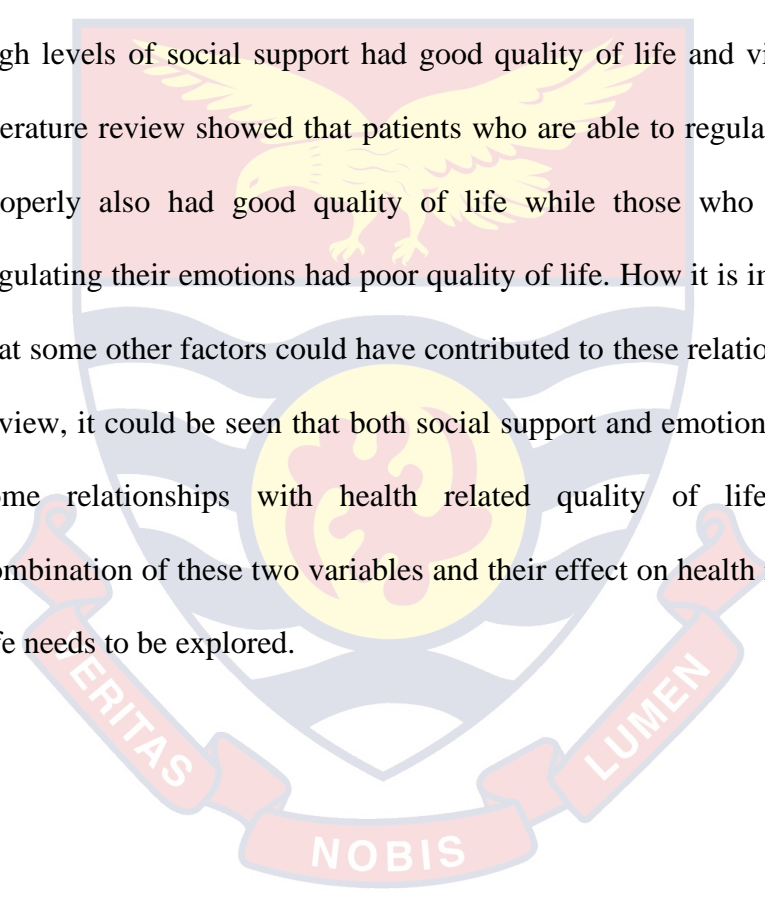 gh levels of social support had good quality of life and vi
erature review showed that patients who are able to regula
operly also had good quality of life while those who
gulating their emotions had poor quality of life. How it is in
at some other factors could have contributed to these relatio
view, it could be seen that both social support and emotion
ome relationships with health related quality of life
ombination of these two variables and their effect on health
fe needs to be explored.
VERITAS
NOBIS
LUMEN